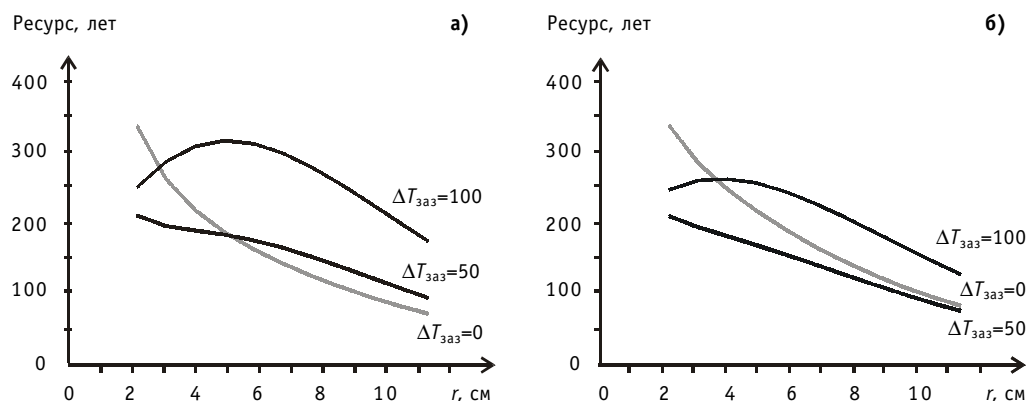 Ресурс, лет а)
400
300
200
100
0
0 2 4 6 8 10 r, см
ΔTзаз=100
ΔTзаз=50
ΔTзаз=0
Ресурс, лет б)
400
300
200
100
0
0 2 4 6 8 10 r, см
ΔTзаз=100
ΔTзаз=0
ΔTзаз=50